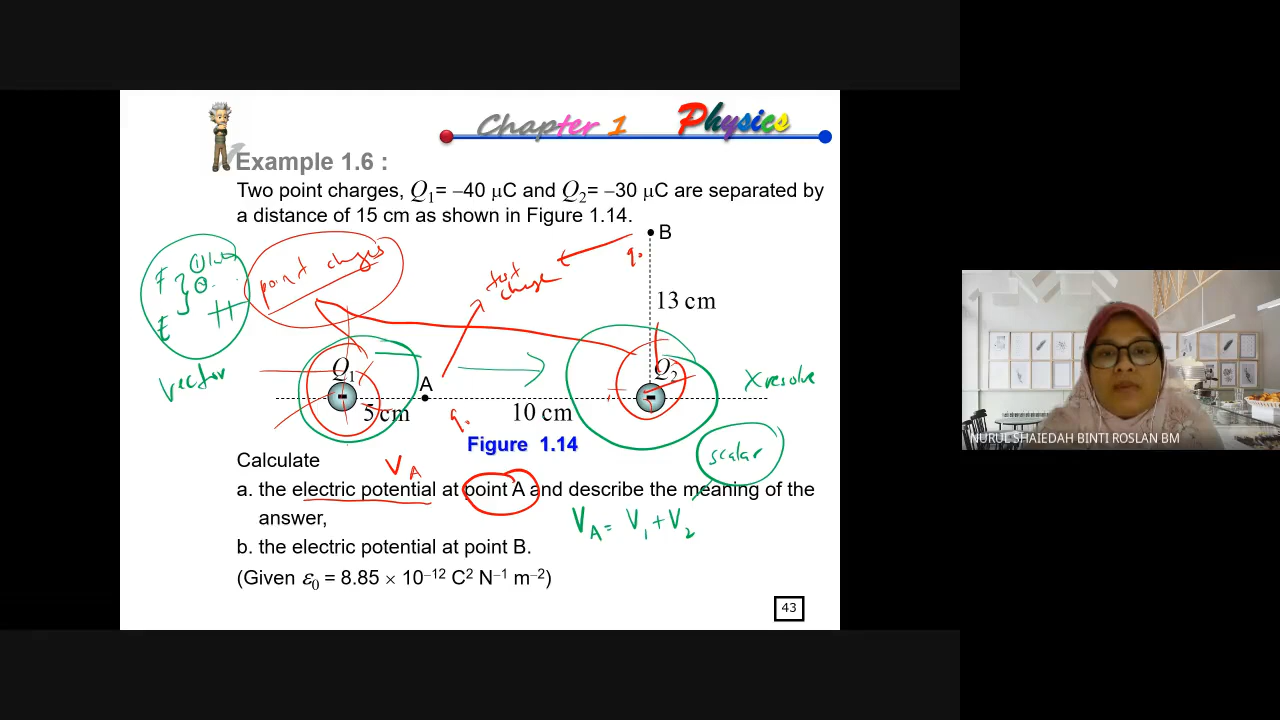 Chapter 1 Physics
Example 1.6 :
Two point charges, Q1= –40 μC and Q2= –30 μC are separated by
a distance of 15 cm as shown in Figure 1.14.
B
q0
point charges
test
charge
13 cm
F
E
vector
Q1
A
Q2
X resolve
5 cm
10 cm
q0
Figure 1.14
scalar
NURUL SHAIEDAH BINTI ROSLAN BM
Calculate
VA
a. the electric potential at point A and describe the meaning of the
answer,
VA = V1 + V2
b. the electric potential at point B.
(Given ε0 = 8.85 × 10–12 C2 N–1 m–2)
43